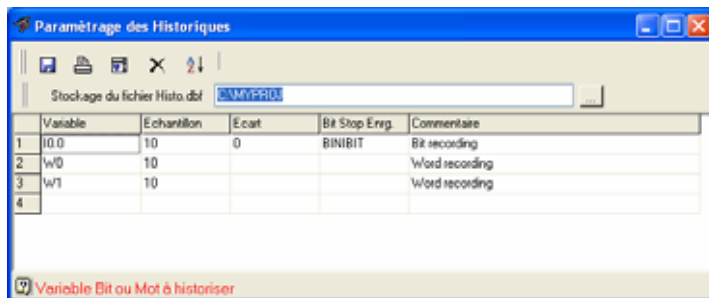 Paramètrage des Historiques
Stockage du fichier Histo.dbf C:\MYPROJ ...
Variable Echantillon Ecart Bit Stop Enrg. Commentaire
1 I0.0 10 0 BINIBIT Bit recording
2 W0 10 Word recording
3 W1 10 Word recording
4
Variable Bit ou Mot à historiser